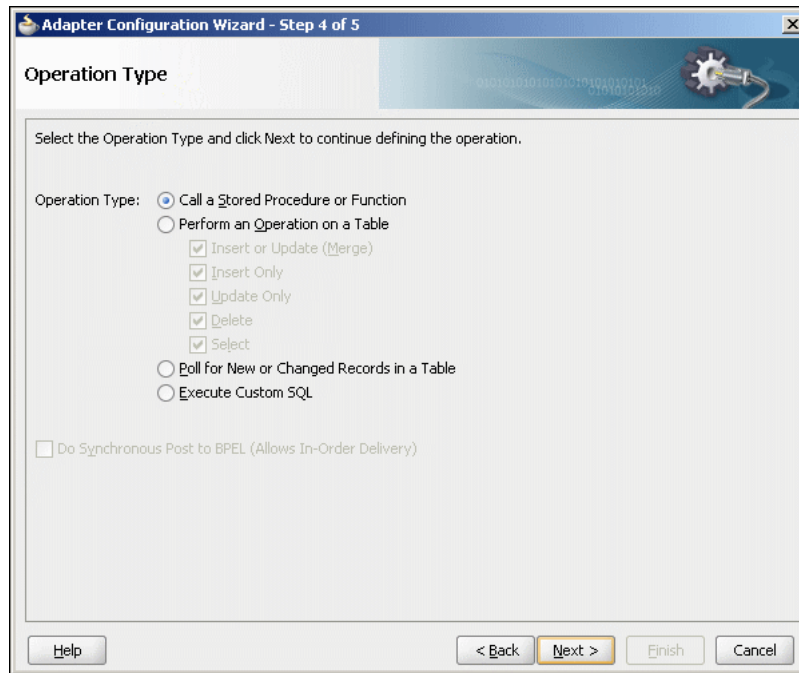 Adapter Configuration Wizard - Step 4 of 5
Operation Type
Select the Operation Type and click Next to continue defining the operation.
Operation Type: Call a Stored Procedure or Function
Perform an Operation on a Table
Insert or Update (Merge)
Insert Only
Update Only
Delete
Select
Poll for New or Changed Records in a Table
Execute Custom SQL
Do Synchronous Post to BPEL (Allows In-Order Delivery)
Help < Back Next > Finish Cancel